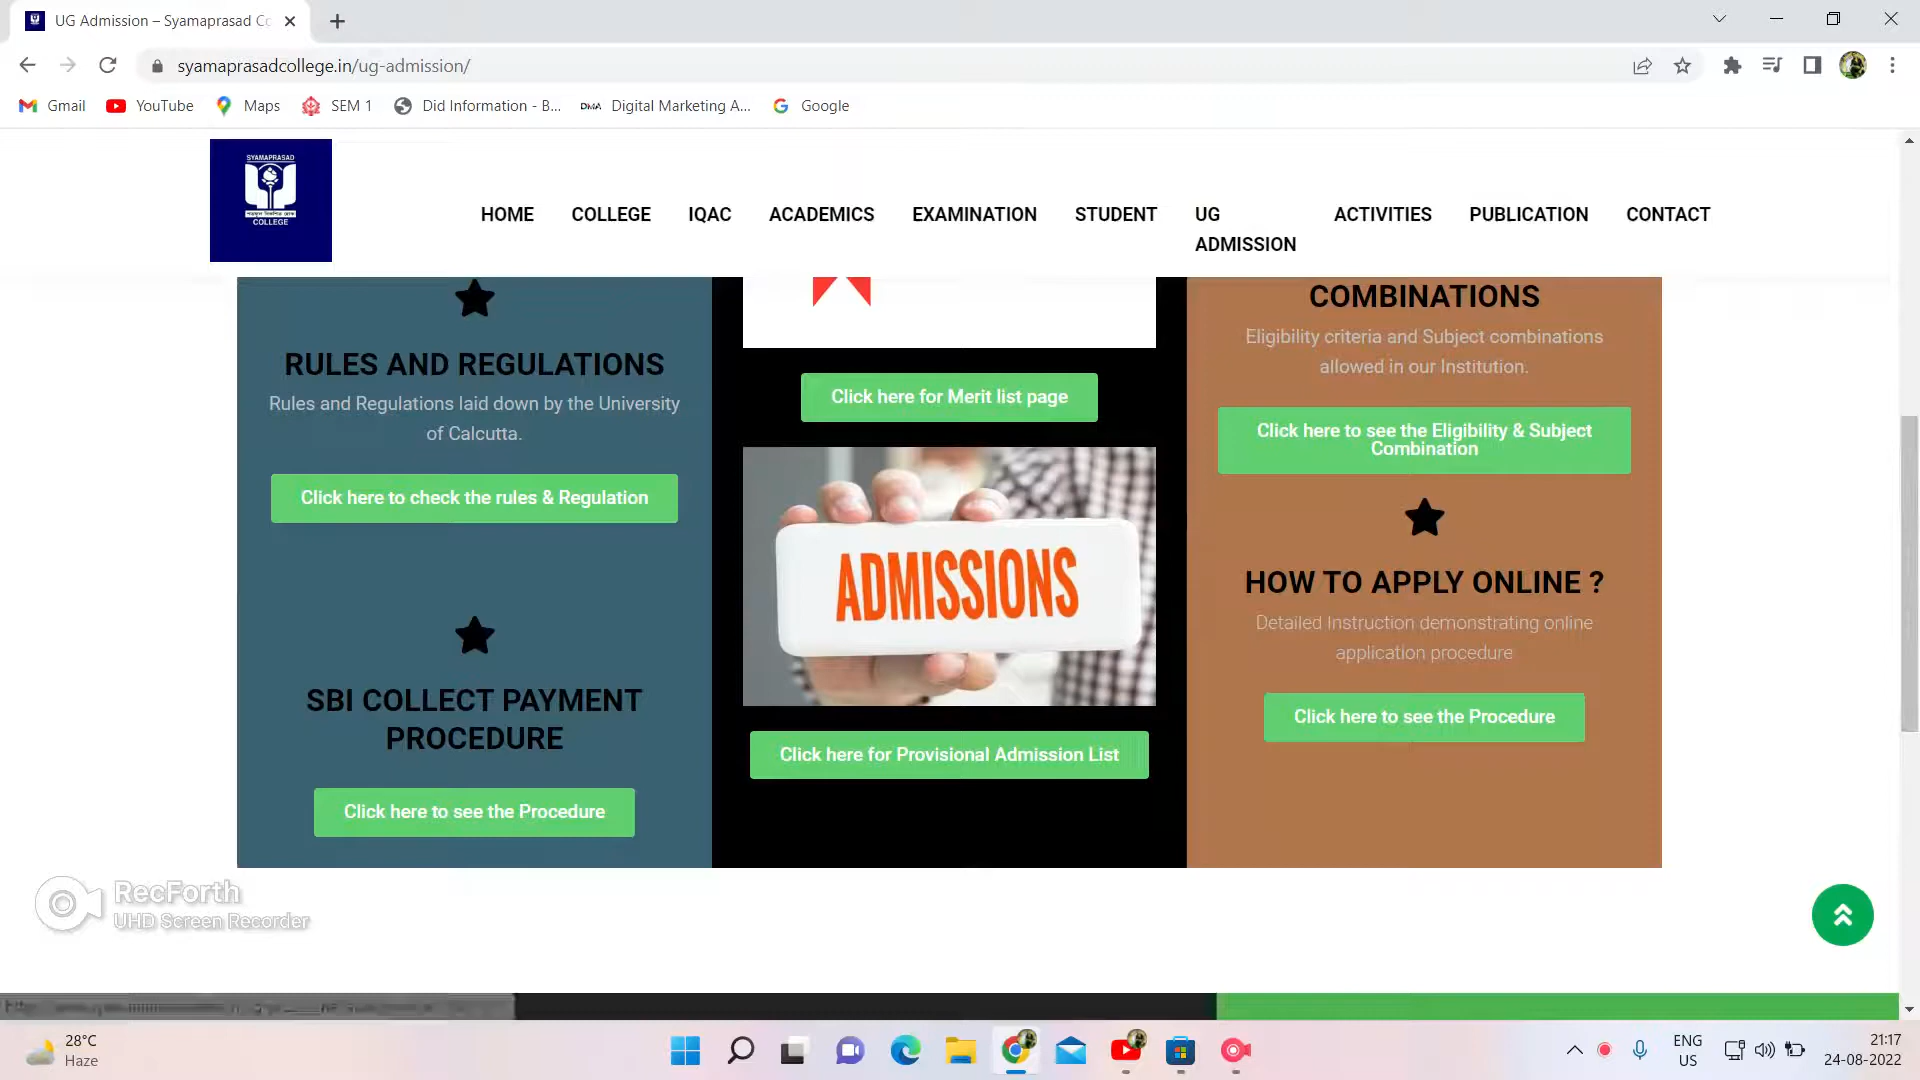 UG Admission – Syamaprasad Co
syamaprasadcollege.in/ug-admission/
Gmail YouTube Maps SEM 1 Did Information - B... DMA Digital Marketing A... Google
SYAMAPRASAD
COLLEGE
HOME COLLEGE IQAC ACADEMICS EXAMINATION STUDENT UG ADMISSION ACTIVITIES PUBLICATION CONTACT
RULES AND REGULATIONS
Rules and Regulations laid down by the University
of Calcutta.
Click here to check the rules & Regulation
SBI COLLECT PAYMENT
PROCEDURE
Click here to see the Procedure
Click here for Merit list page
ADMISSIONS
Click here for Provisional Admission List
COMBINATIONS
Eligibility criteria and Subject combinations
allowed in our Institution.
Click here to see the Eligibility & Subject
Combination
HOW TO APPLY ONLINE ?
Detailed Instruction demonstrating online
application procedure
Click here to see the Procedure
RecForth
UHD Screen Recorder
28°C
Haze
ENG
US
21:17
24-08-2022